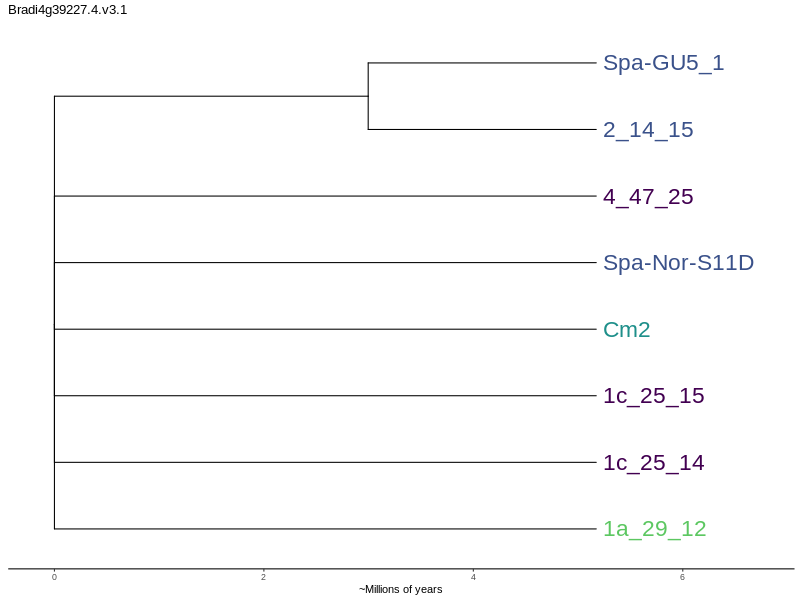 Bradi4g39227.4.v3.1
Spa-GU5_1
2_14_15
4_47_25
Spa-Nor-S11D
Cm2
1c_25_15
1c_25_14
1a_29_12
0 2 4 6
~Millions of years